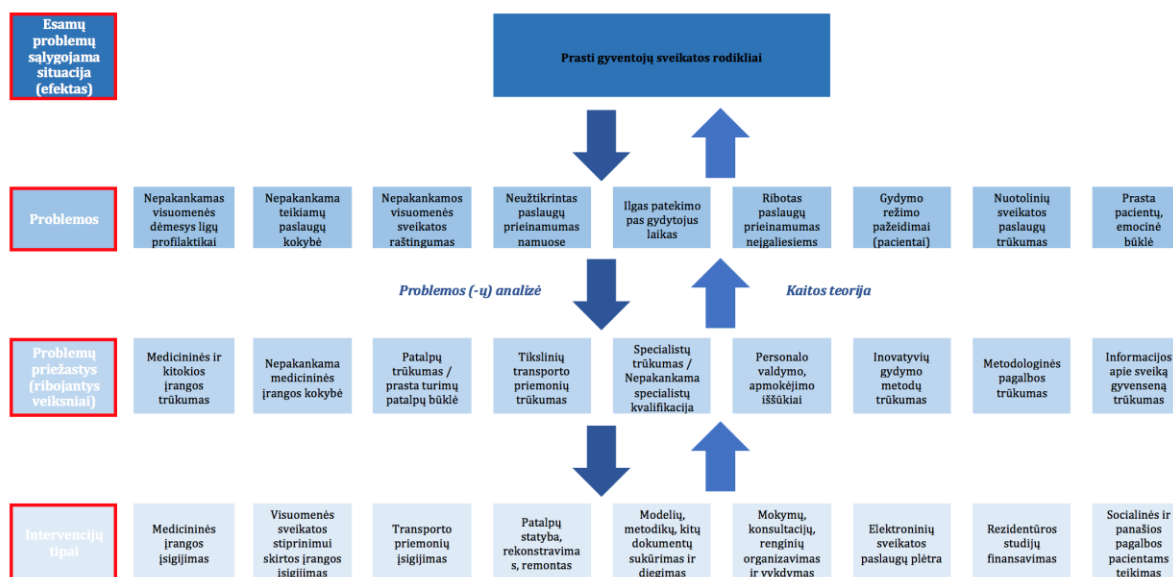 Esamų
problemų
sąlygojama
situacija
(efektas)
Prasti gyventojų sveikatos rodikliai
Problemos
Nepakankamas
visuomenės
dėmesys ligų
profilaktikai
Nepakankama
teikiamų
paslaugų
kokybė
Nepakankamos
visuomenės
sveikatos
raštingumas
Neužtikrintas
paslaugų
prieinamumas
namuose
Ilgas patekimo
pas gydytojus
laikas
Ribotas
paslaugų
prieinamumas
neįgaliesiems
Gydymo
režimo
pažeidimai
(pacientai)
Nuotolinių
sveikatos
paslaugų
trūkumas
Prasta
pacientų,
emocinė
būklė
Problemos (-ų) analizė
Kaitos teorija
Problemų
priežastys
(ribojantys
veiksniai)
Medicininės ir
kitokios
įrangos
trūkumas
Nepakankama
medicininės
įrangos kokybė
Patalpų
trūkumas /
prasta turimų
patalpų būklė
Tikslinių
transporto
priemonių
trūkumas
Specialistų
trūkumas /
Nepakankama
specialistų
kvalifikacija
Personalo
valdymo,
apmokėjimo
iššūkiai
Inovatyvių
gydymo
metodų
trūkumas
Metodologinės
pagalbos
trūkumas
Informacijos
apie sveiką
gyvenseną
trūkumas
Intervencijų
tipai
Medicininės
įrangos
įsigijimas
Visuomenės
sveikatos
stiprinimui
skirtos įrangos
įsigijimas
Transporto
priemonių
įsigijimas
Patalpų
statyba,
rekonstravima
s, remontas
Modelių,
metodikų, kitų
dokumentų
sukūrimas ir
diegimas
Mokymų,
konsultacijų,
renginių
organizavimas
ir vykdymas
Elektroninių
sveikatos
paslaugų plėtra
Rezidentūros
studijų
finansavimas
Socialinės ir
panašios
pagalbos
pacientams
teikimas